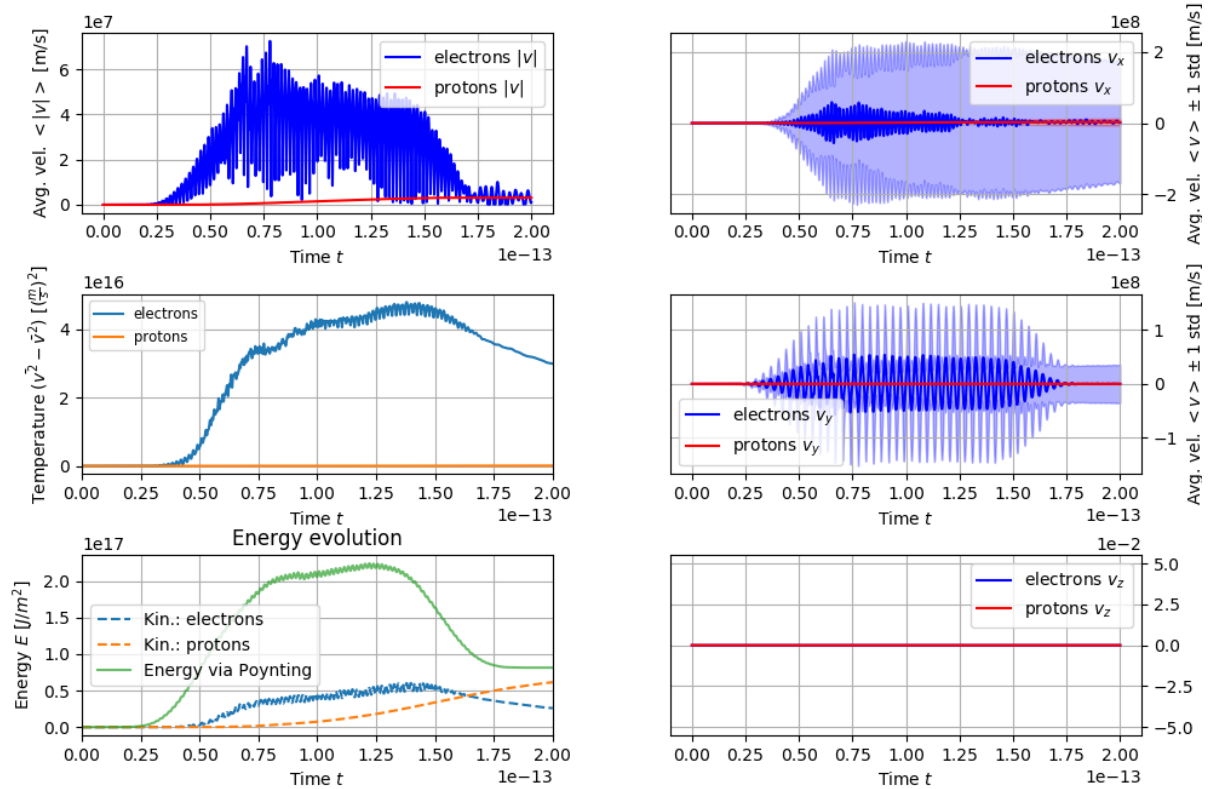 1e7
Avg. vel. < |v| > [m/s]
6
4
2
0
electrons |v|
protons |v|
0.00 0.25 0.50 0.75 1.00 1.25 1.50 1.75 2.00
Time t
1e−13
1e8
Avg. vel. < v > ± 1 std [m/s]
2
0
−2
electrons v_x
protons v_x
0.00 0.25 0.50 0.75 1.00 1.25 1.50 1.75 2.00
Time t
1e−13
1e16
Temperature (v̄² − v̄²) [(m/s)²]
4
2
0
electrons
protons
0.00 0.25 0.50 0.75 1.00 1.25 1.50 1.75 2.00
Time t
1e−13
1e8
Avg. vel. < v > ± 1 std [m/s]
1
0
−1
electrons v_y
protons v_y
0.00 0.25 0.50 0.75 1.00 1.25 1.50 1.75 2.00
Time t
1e−13
Energy evolution
1e17
Energy E [J/m²]
2.0
1.5
1.0
0.5
0.0
Kin.: electrons
Kin.: protons
Energy via Poynting
0.00 0.25 0.50 0.75 1.00 1.25 1.50 1.75 2.00
Time t
1e−13
1e−2
Avg. vel. < v > ± 1 std [m/s]
5.0
2.5
0.0
−2.5
−5.0
electrons v_z
protons v_z
0.00 0.25 0.50 0.75 1.00 1.25 1.50 1.75 2.00
Time t
1e−13